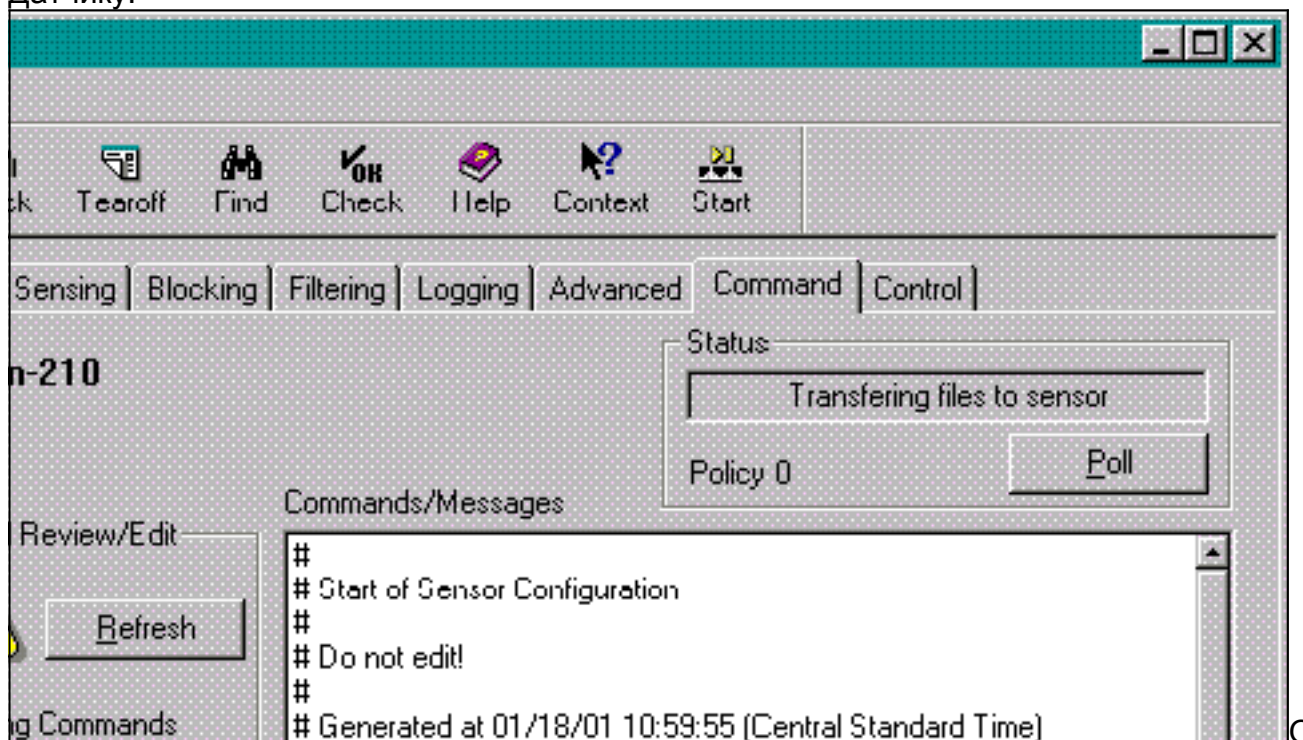 датчику.
Tearoff Find Check Help Context Start
Sensing Blocking Filtering Logging Advanced Command Control
Status
n-210
Transfering files to sensor
Policy 0
Poll
Commands/Messages
Review/Edit
#
# Start of Sensor Configuration
#
Refresh
# Do not edit!
#
Commands
# Generated at 01/18/01 10:59:55 (Central Standard Time)